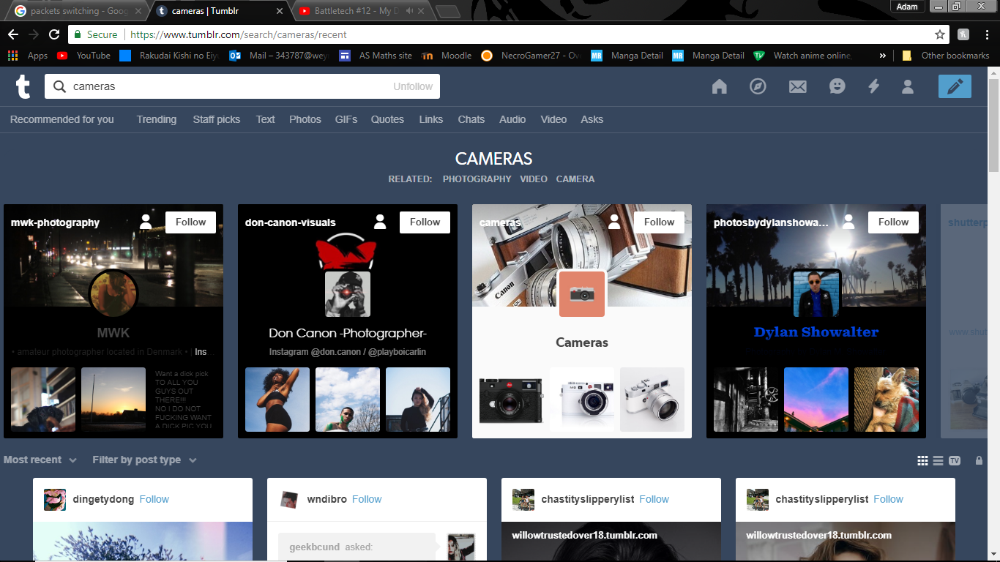 packets switching - Goog
cameras | Tumblr
Battletech #12 - My D
Adam
Secure
https://www.tumblr.com/search/cameras/recent
Apps
YouTube
Rakudai Kishi no Eiyu
Mail – 343787@wey
AS Maths site
Moodle
NecroGamer27 - Ov
MR
Manga Detail
MR
Manga Detail
Watch anime online,
»
Other bookmarks
t
cameras
Unfollow
Recommended for you
Trending
Staff picks
Text
Photos
GIFs
Quotes
Links
Chats
Audio
Video
Asks
CAMERAS
RELATED: PHOTOGRAPHY VIDEO CAMERA
mwk-photography
Follow
MWK
• amateur photographer located in Denmark • | Ins
Want a dick pick
TO ALL YOU
GUYS OUT
THERE!!!
NO I DO NOT
FUCKING WANT
A DICK PIC YOU
don-canon-visuals
Follow
Don Canon -Photographer-
Instagram @don.canon / @playboicarlin
cameras
Follow
Canon
Cameras
photosbydylanshowa...
Follow
Dylan Showalter
shutterp
www.shut
Most recent
Filter by post type
TV
dingetydong Follow
wndibro Follow
geekbcund asked:
chastityslipperylist Follow
willowtrustedover18.tumblr.com
chastityslipperylist Follow
willowtrustedover18.tumblr.com